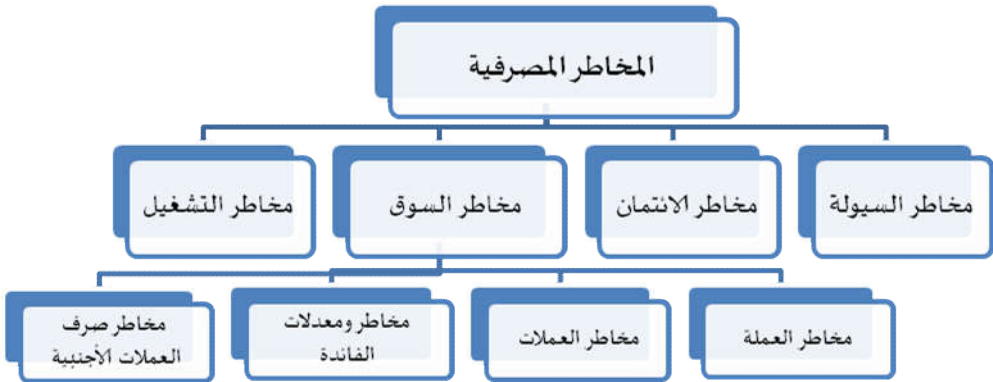 المخاطر المصرفية
مخاطر السيولة
مخاطر الائتمان
مخاطر السوق
مخاطر التشغيل
مخاطر العملة
مخاطر العملات
مخاطر ومعدلات
الفائدة
مخاطر صرف
العملات الأجنبية